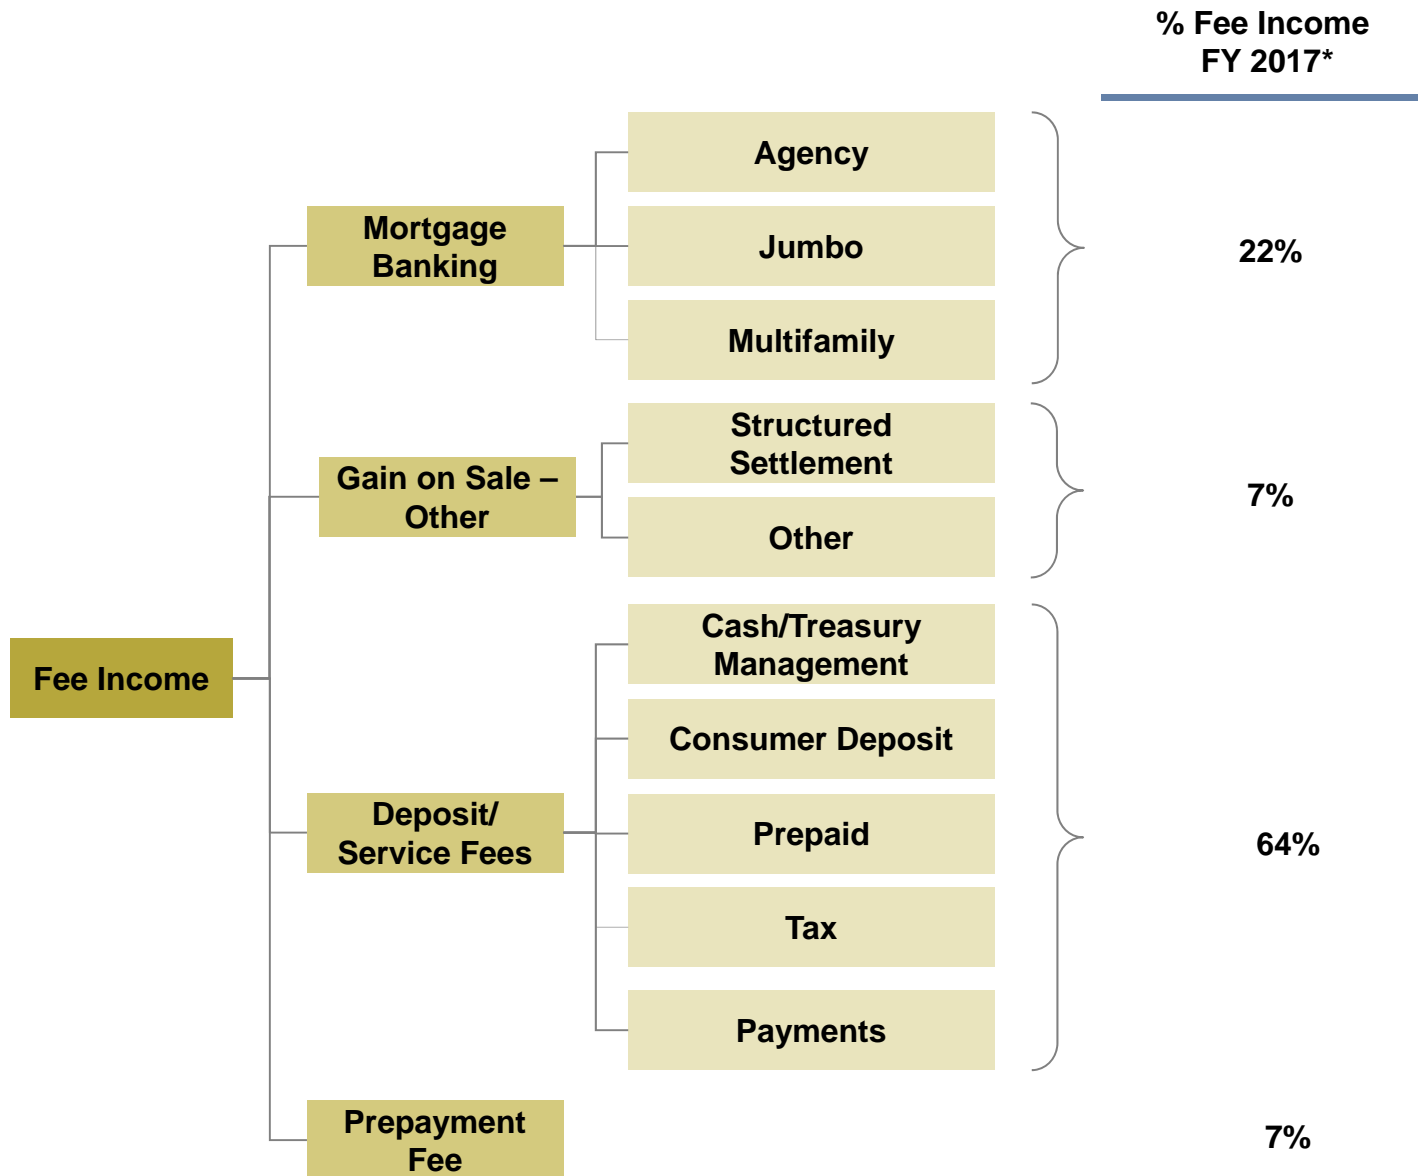 % Fee Income
FY 2017*
Agency
Mortgage
Banking
Jumbo
22%
Multifamily
Structured
Settlement
Gain on Sale –
Other
7%
Other
Cash/Treasury
Management
Fee Income
Consumer Deposit
Deposit/
Service Fees
Prepaid
64%
Tax
Payments
Prepayment
Fee
7%